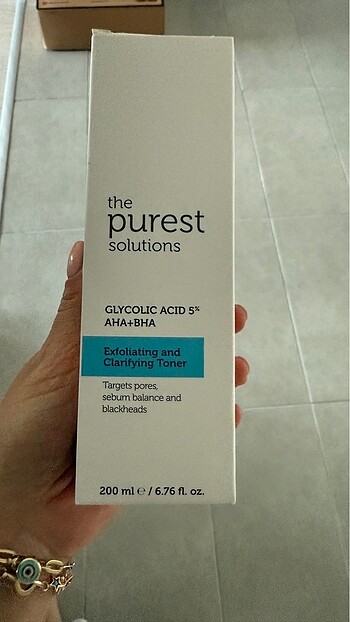 the
purest
solutions
GLYCOLIC ACID 5%
AHA+BHA
Exfoliating and
Clarifying Toner
Targets pores,
sebum balance and
blackheads
200 ml ℮ / 6.76 fl. oz.